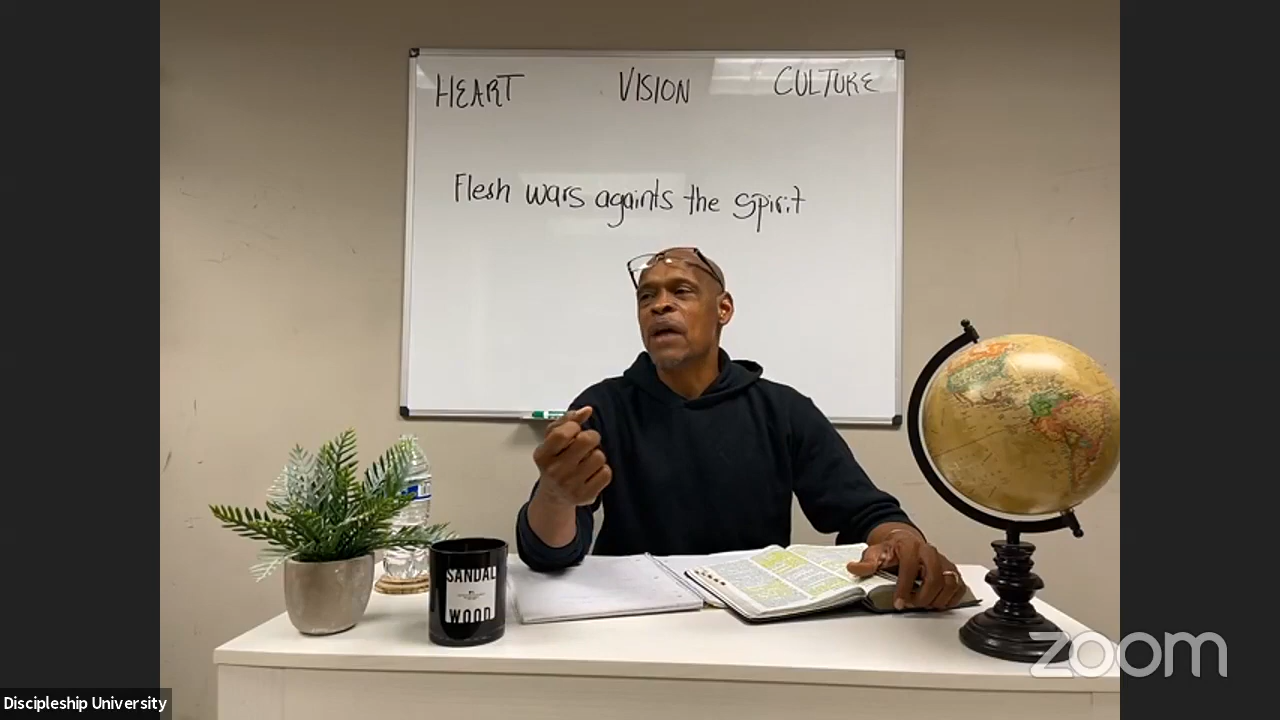 HEART VISION CULTURE
Flesh wars againts the spirit
SANDAL
WOOD
zoom
Discipleship University